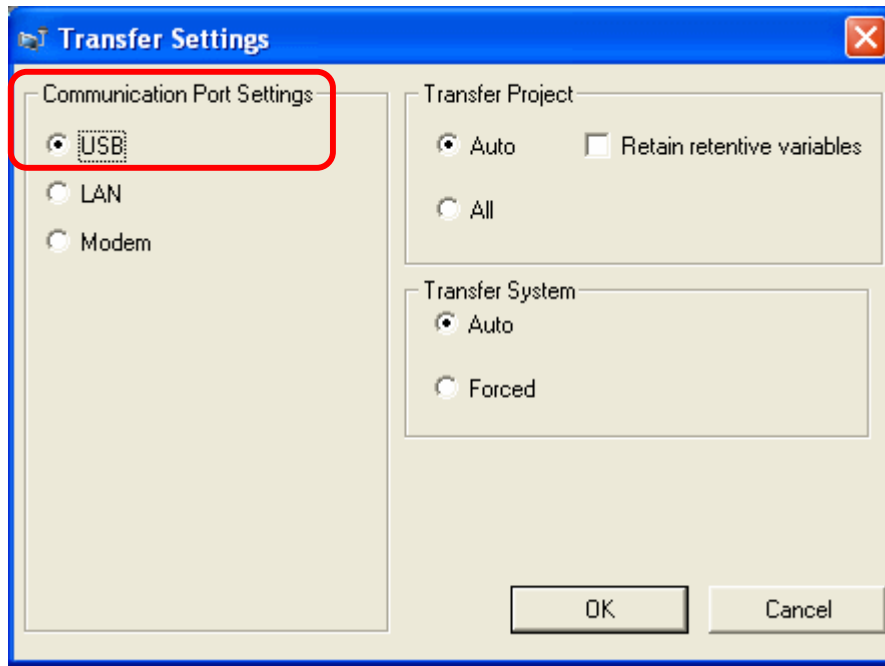 Transfer Settings
Communication Port Settings
USB
LAN
Modem
Transfer Project
Auto
Retain retentive variables
All
Transfer System
Auto
Forced
OK
Cancel